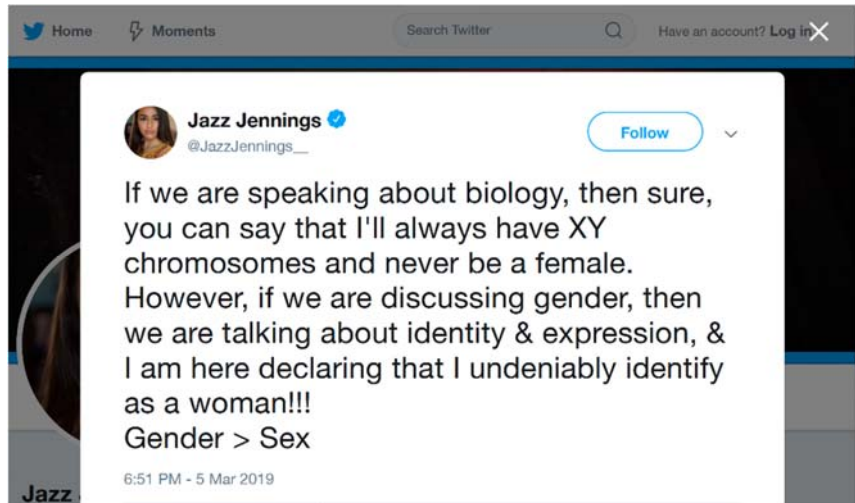 Home Moments Search Twitter Have an account? Log in
Jazz Jennings
@JazzJennings__
Follow
If we are speaking about biology, then sure,
you can say that I'll always have XY
chromosomes and never be a female.
However, if we are discussing gender, then
we are talking about identity & expression, &
I am here declaring that I undeniably identify
as a woman!!!
Gender > Sex
6:51 PM - 5 Mar 2019
Jazz